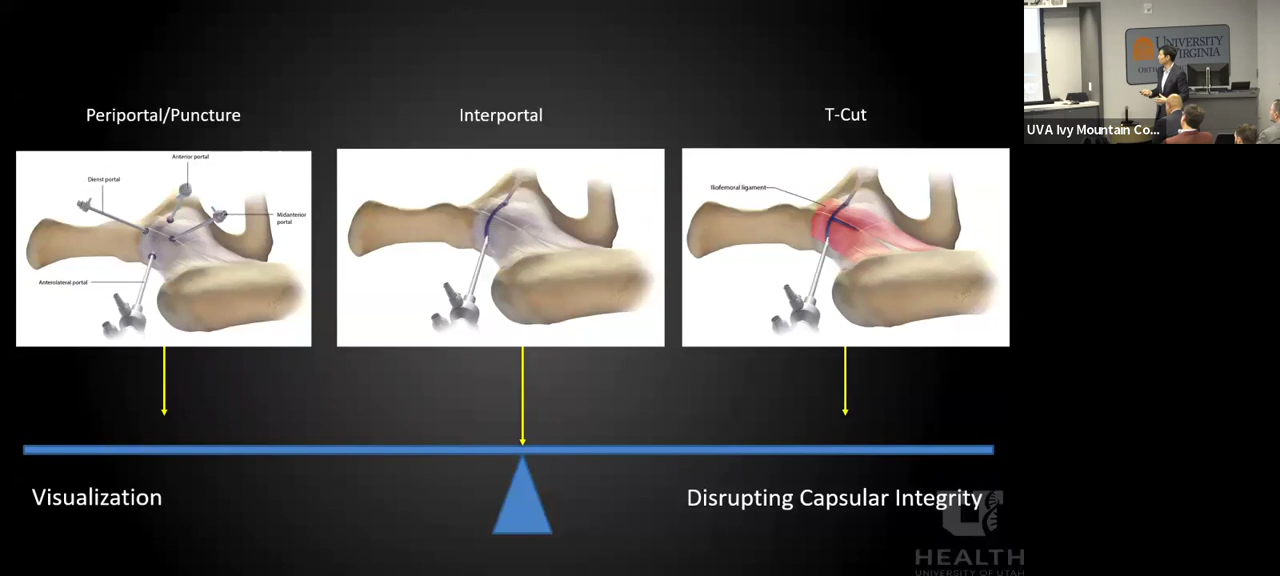 Periportal/Puncture
Interportal
T-Cut
Anterior portal
Dienst portal
Midanterior
portal
Anterolateral portal
Iliofemoral ligament
Visualization
Disrupting Capsular Integrity
HEALTH
UNIVERSITY OF UTAH
UNIVERSITY
VIRGINIA
UVA Ivy Mountain Co...